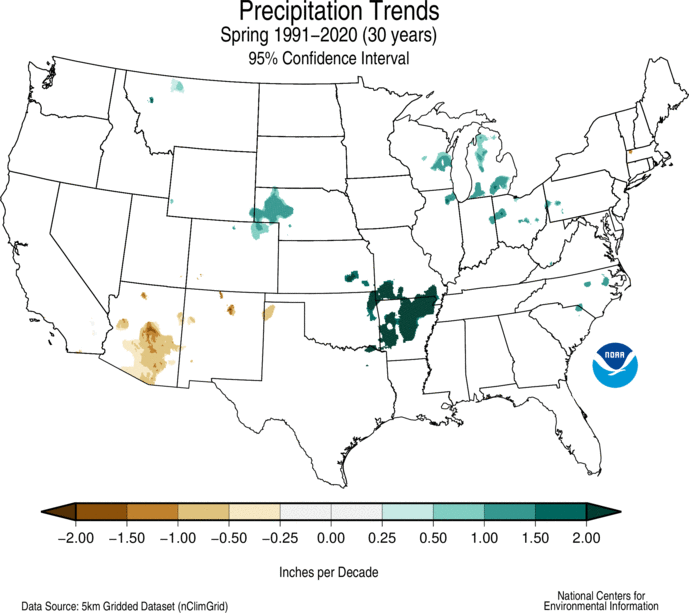 Precipitation Trends
Spring 1991–2020 (30 years)
95% Confidence Interval
NOAA
−2.00 −1.50 −1.00 −0.50 −0.25 0.00 0.25 0.50 1.00 1.50 2.00
Inches per Decade
Data Source: 5km Gridded Dataset (nClimGrid)
National Centers for
Environmental Information